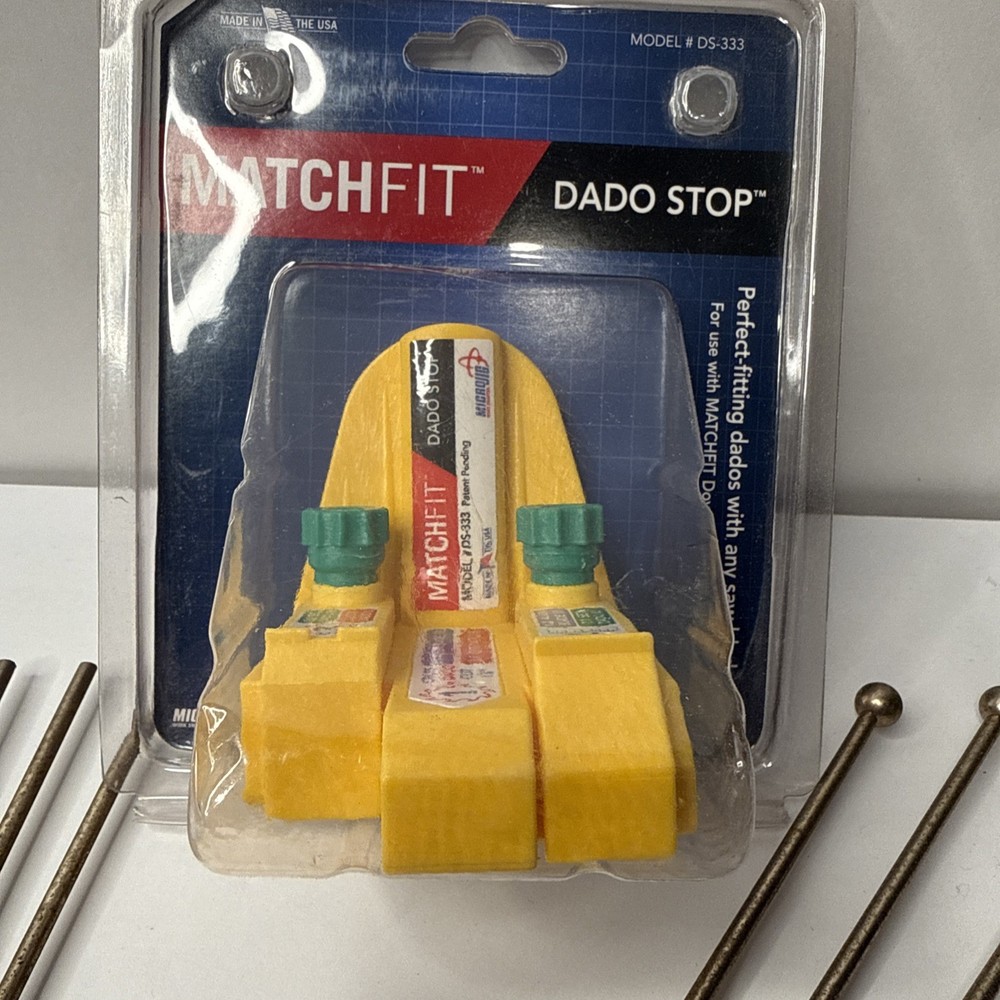 MADE IN THE USA
MODEL # DS-333
MATCHFIT™
DADO STOP™
Perfect-fitting dados with any saw
For use with MATCHFIT
DADO STOP
MICROJIG
MATCHFIT
MODEL # DS-333 Patent Pending